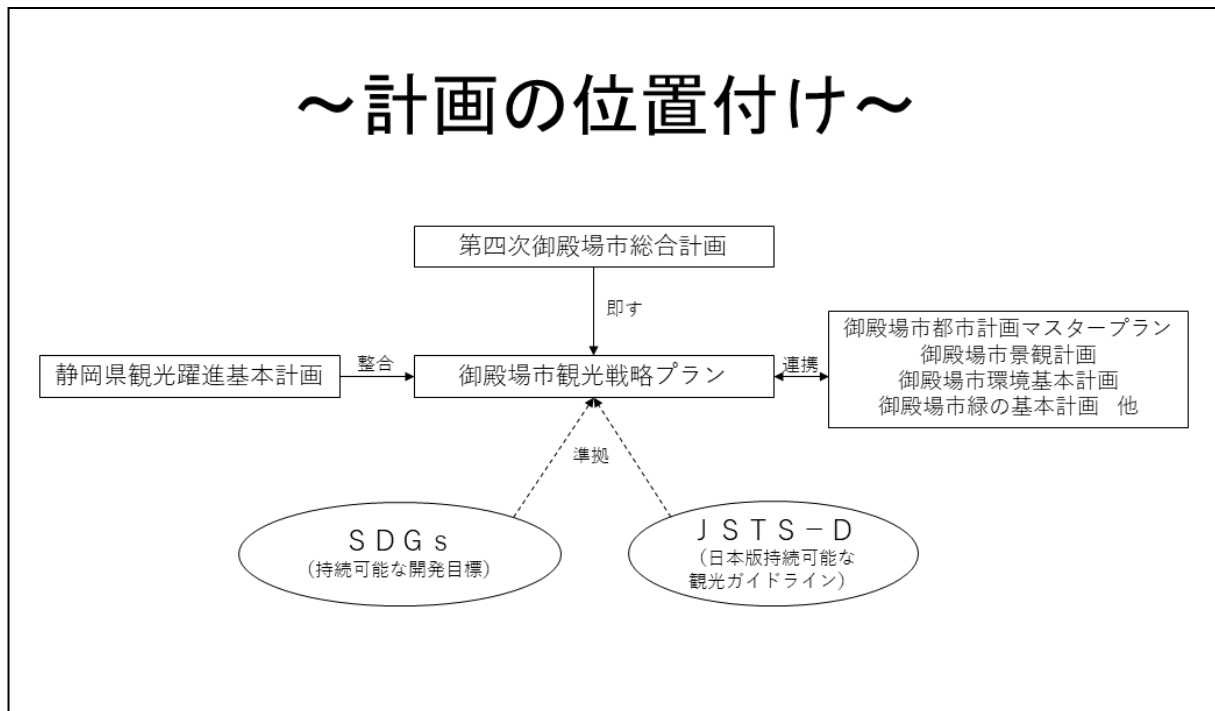 ～計画の位置付け～
第四次御殿場市総合計画
即す
静岡県観光躍進基本計画
整合
御殿場市観光戦略プラン
連携
御殿場市都市計画マスタープラン
御殿場市景観計画
御殿場市環境基本計画
御殿場市緑の基本計画　他
準拠
ＳＤＧｓ
（持続可能な開発目標）
ＪＳＴＳ－Ｄ
（日本版持続可能な
観光ガイドライン）